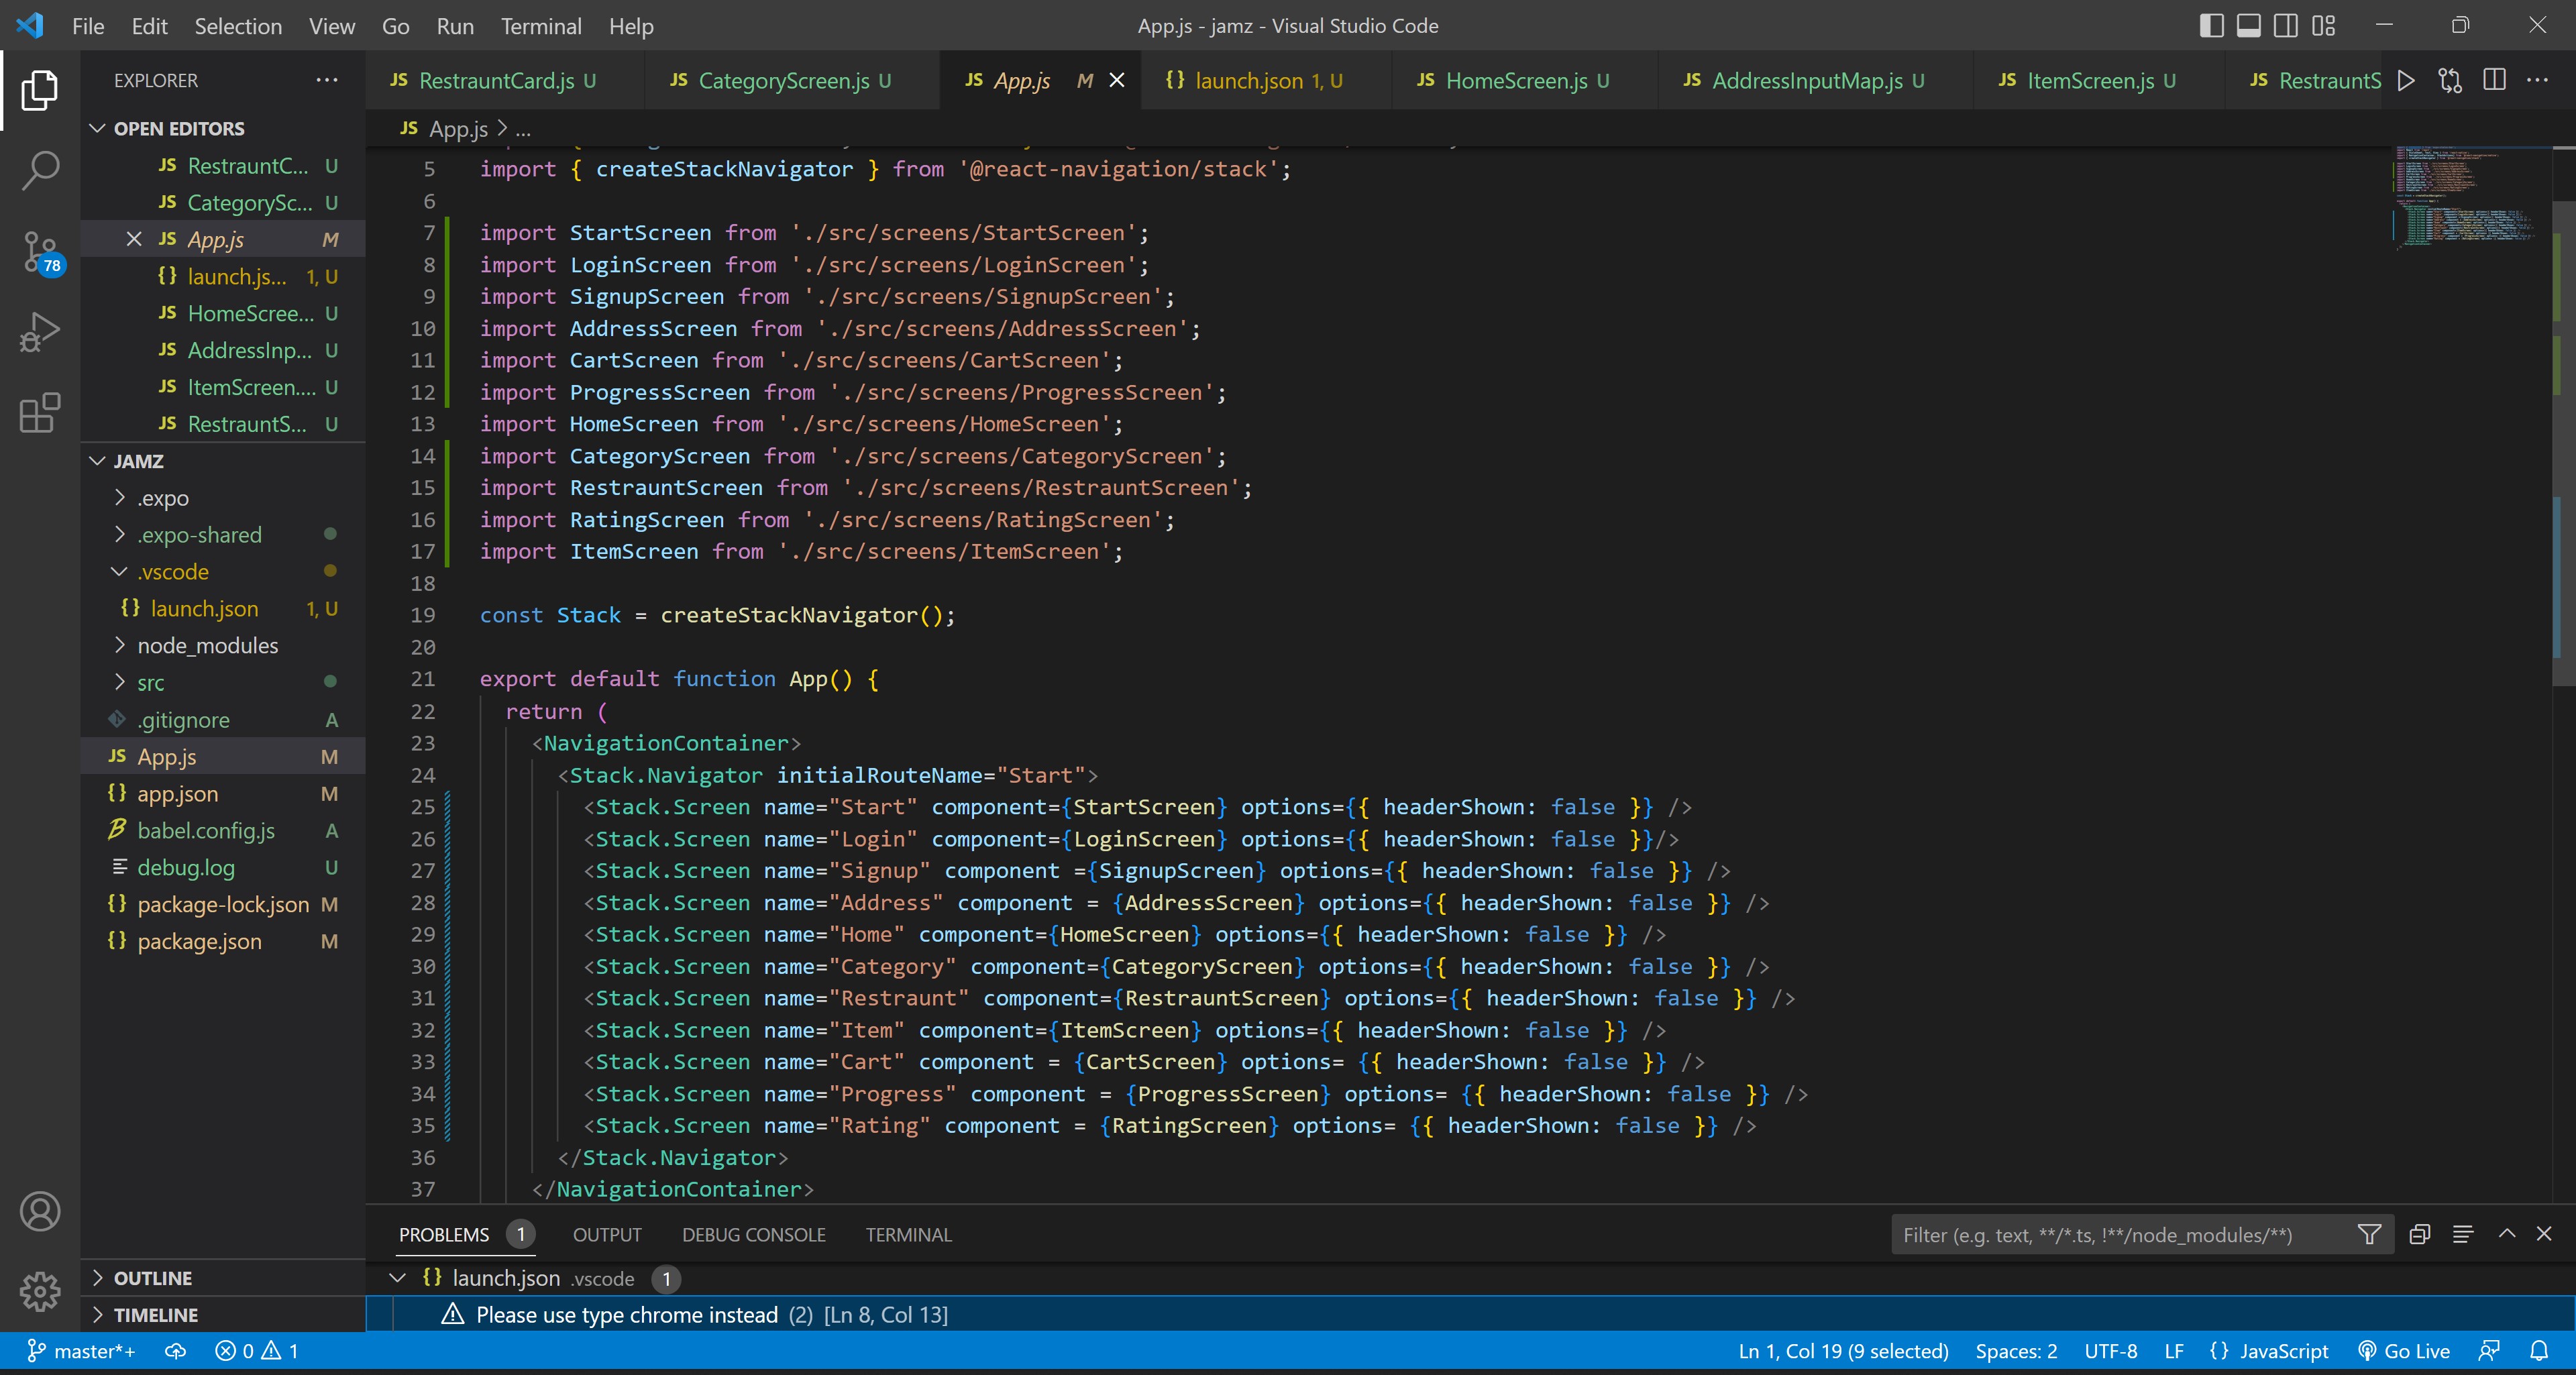 File Edit Selection View Go Run Terminal Help
App.js - jamz - Visual Studio Code
EXPLORER
JS RestrauntCard.js U JS CategoryScreen.js U JS App.js M {} launch.json 1, U JS HomeScreen.js U JS AddressInputMap.js U JS ItemScreen.js U JS RestrauntS
OPEN EDITORS
JS RestrauntC... U
JS CategorySc... U
JS App.js M
{} launch.js... 1, U
JS HomeScree... U
JS AddressInp... U
JS ItemScreen.... U
JS RestrauntS... U
JAMZ
.expo
.expo-shared
.vscode
{} launch.json 1, U
node_modules
src
.gitignore A
JS App.js M
{} app.json M
babel.config.js A
debug.log U
{} package-lock.json M
{} package.json M
OUTLINE
TIMELINE
78
JS App.js > ...
5 import { createStackNavigator } from '@react-navigation/stack';
6
7 import StartScreen from './src/screens/StartScreen';
8 import LoginScreen from './src/screens/LoginScreen';
9 import SignupScreen from './src/screens/SignupScreen';
10 import AddressScreen from './src/screens/AddressScreen';
11 import CartScreen from './src/screens/CartScreen';
12 import ProgressScreen from './src/screens/ProgressScreen';
13 import HomeScreen from './src/screens/HomeScreen';
14 import CategoryScreen from './src/screens/CategoryScreen';
15 import RestrauntScreen from './src/screens/RestrauntScreen';
16 import RatingScreen from './src/screens/RatingScreen';
17 import ItemScreen from './src/screens/ItemScreen';
18
19 const Stack = createStackNavigator();
20
21 export default function App() {
22 return (
23 <NavigationContainer>
24 <Stack.Navigator initialRouteName="Start">
25 <Stack.Screen name="Start" component={StartScreen} options={{ headerShown: false }} />
26 <Stack.Screen name="Login" component={LoginScreen} options={{ headerShown: false }}/>
27 <Stack.Screen name="Signup" component ={SignupScreen} options={{ headerShown: false }} />
28 <Stack.Screen name="Address" component = {AddressScreen} options={{ headerShown: false }} />
29 <Stack.Screen name="Home" component={HomeScreen} options={{ headerShown: false }} />
30 <Stack.Screen name="Category" component={CategoryScreen} options={{ headerShown: false }} />
31 <Stack.Screen name="Restraunt" component={RestrauntScreen} options={{ headerShown: false }} />
32 <Stack.Screen name="Item" component={ItemScreen} options={{ headerShown: false }} />
33 <Stack.Screen name="Cart" component = {CartScreen} options= {{ headerShown: false }} />
34 <Stack.Screen name="Progress" component = {ProgressScreen} options= {{ headerShown: false }} />
35 <Stack.Screen name="Rating" component = {RatingScreen} options= {{ headerShown: false }} />
36 </Stack.Navigator>
37 </NavigationContainer>
PROBLEMS 1 OUTPUT DEBUG CONSOLE TERMINAL
Filter (e.g. text, **/*.ts, !**/node_modules/**)
{} launch.json .vscode 1
Please use type chrome instead (2) [Ln 8, Col 13]
master*+ 0 1
Ln 1, Col 19 (9 selected) Spaces: 2 UTF-8 LF {} JavaScript Go Live